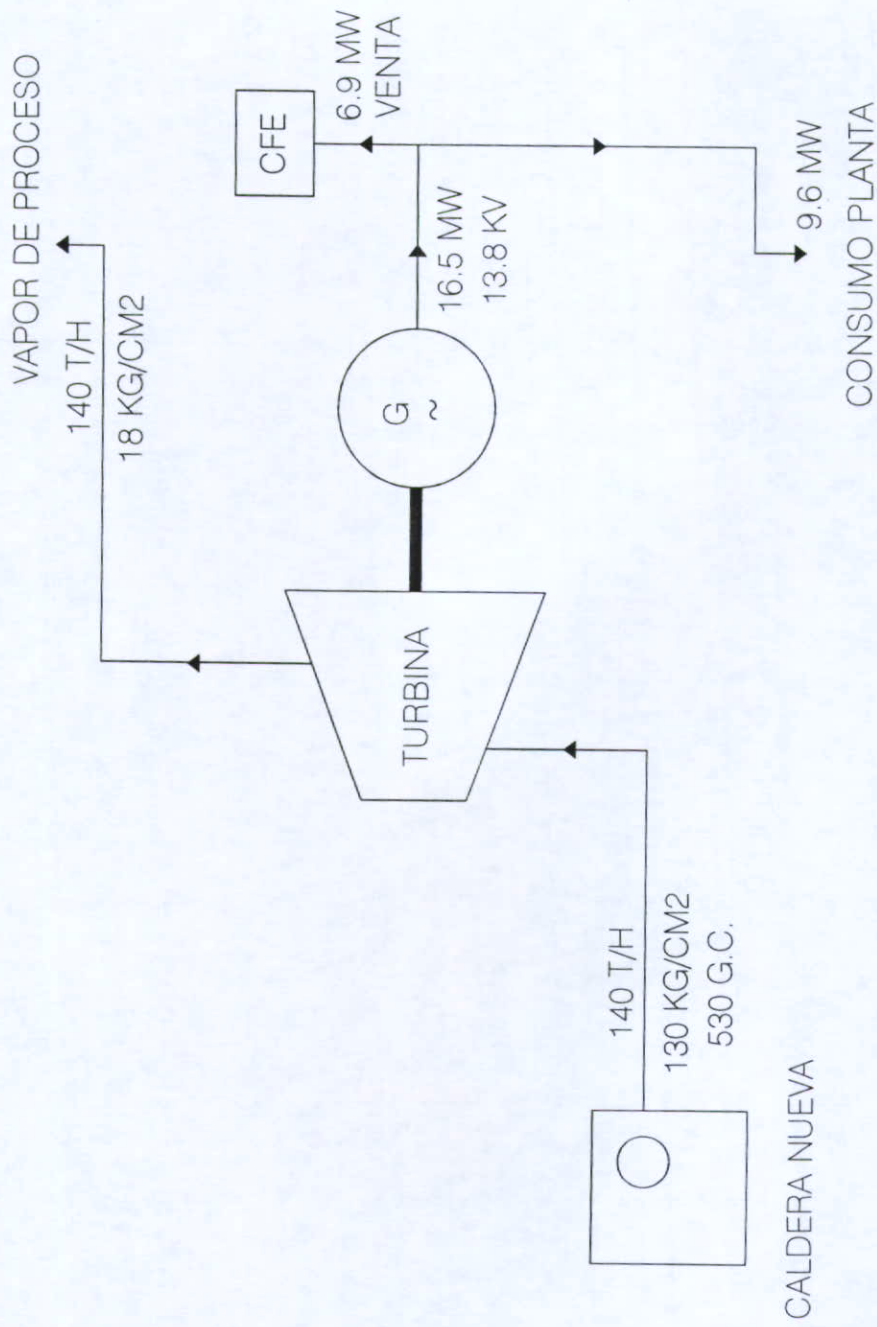 VAPOR DE PROCESO
140 T/H
18 KG/CM2
CFE
6.9 MW
VENTA
16.5 MW
13.8 KV
G
~
TURBINA
9.6 MW
CONSUMO PLANTA
140 T/H
130 KG/CM2
530 G.C.
CALDERA NUEVA